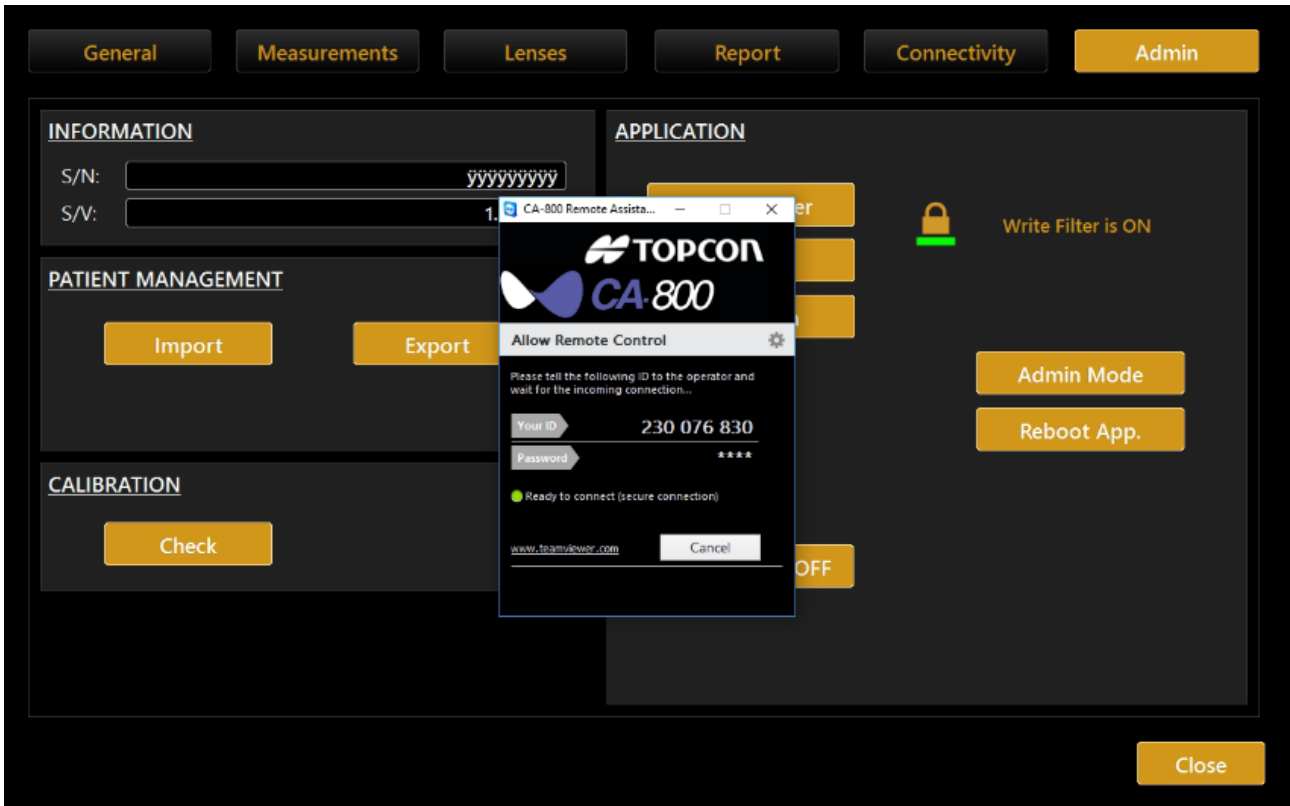 General Measurements Lenses Report Connectivity Admin
INFORMATION
S/N: ÿÿÿÿÿÿÿÿÿ
S/V: 1.
PATIENT MANAGEMENT
Import Export
CALIBRATION
Check
APPLICATION
Write Filter is ON
Admin Mode
Reboot App.
OFF
CA-800 Remote Assista...
TOPCON
CA-800
Allow Remote Control
Please tell the following ID to the operator and
wait for the incoming connection...
Your ID 230 076 830
Password ****
Ready to connect (secure connection)
www.teamviewer.com Cancel
Close